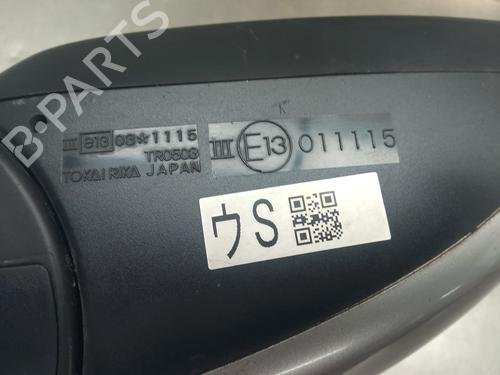 B-PARTS
III e13 03*1115
TR0503
TOKAI RIKA JAPAN
III E13 011115
ウS